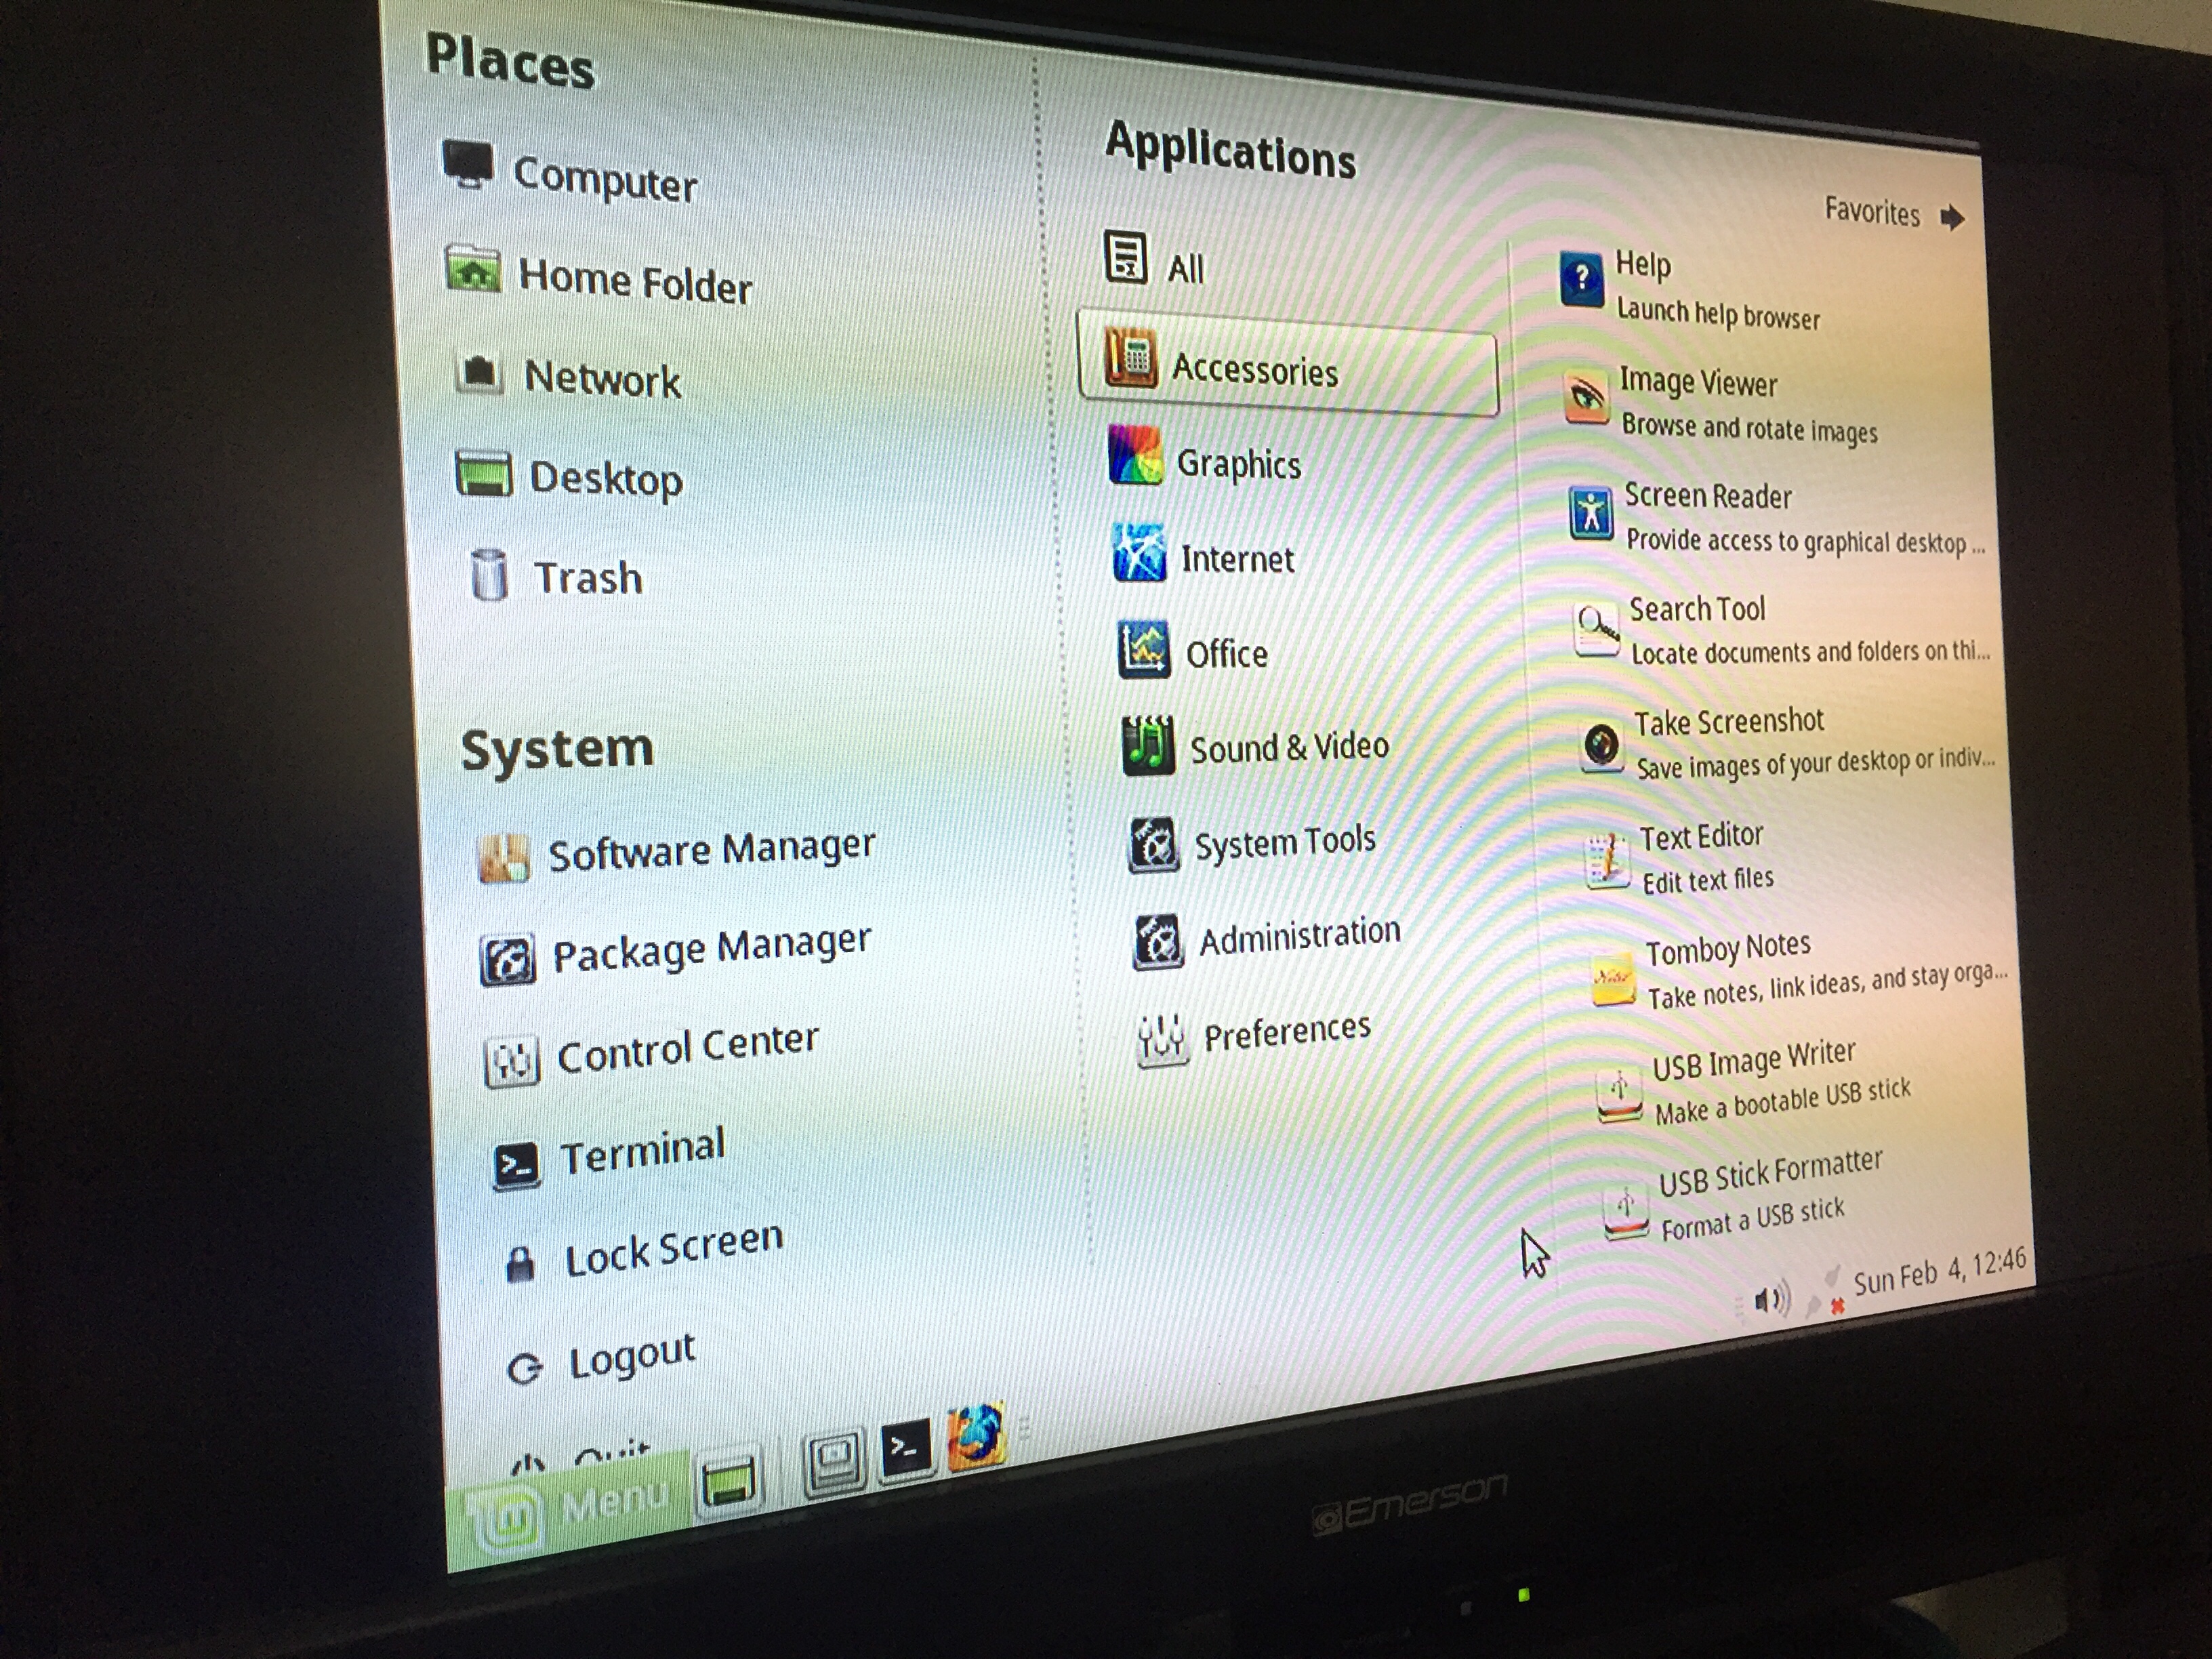 Places
Computer
Home Folder
Network
Desktop
Trash
System
Software Manager
Package Manager
Control Center
Terminal
Lock Screen
Logout
Quit
Applications
Favorites
All
Accessories
Graphics
Internet
Office
Sound & Video
System Tools
Administration
Preferences
Help
Launch help browser
Image Viewer
Browse and rotate images
Screen Reader
Provide access to graphical desktop ...
Search Tool
Locate documents and folders on thi...
Take Screenshot
Save images of your desktop or indiv...
Text Editor
Edit text files
Tomboy Notes
Take notes, link ideas, and stay orga...
USB Image Writer
Make a bootable USB stick
USB Stick Formatter
Format a USB stick
Menu
Sun Feb 4, 12:46
Emerson